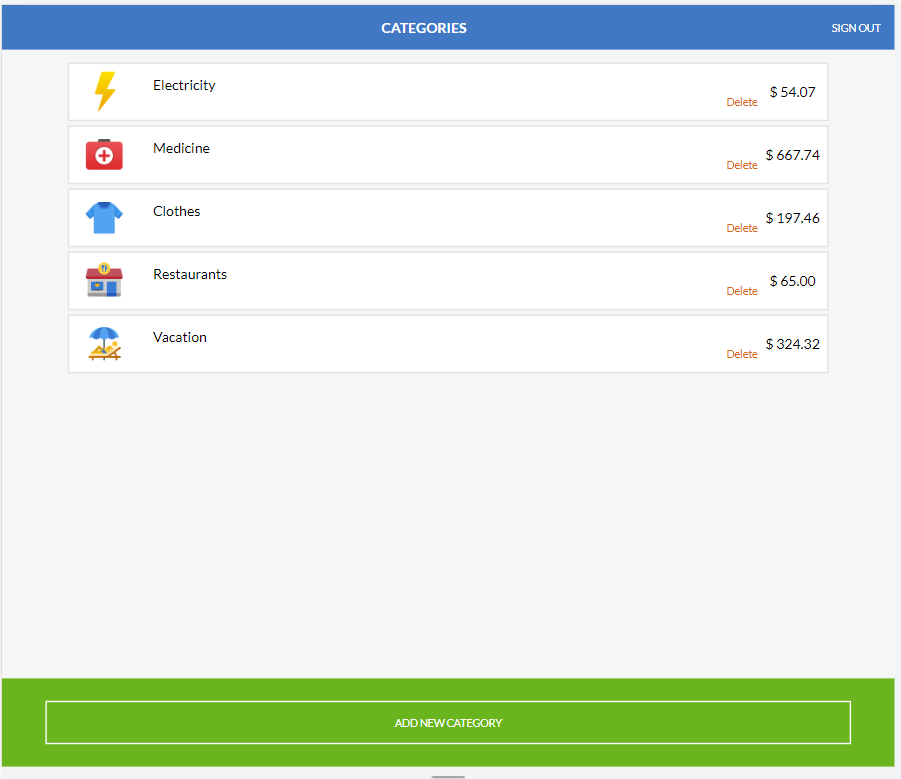 CATEGORIES
SIGN OUT
Electricity
Delete
$ 54.07
Medicine
Delete
$ 667.74
Clothes
Delete
$ 197.46
Restaurants
Delete
$ 65.00
Vacation
Delete
$ 324.32
ADD NEW CATEGORY